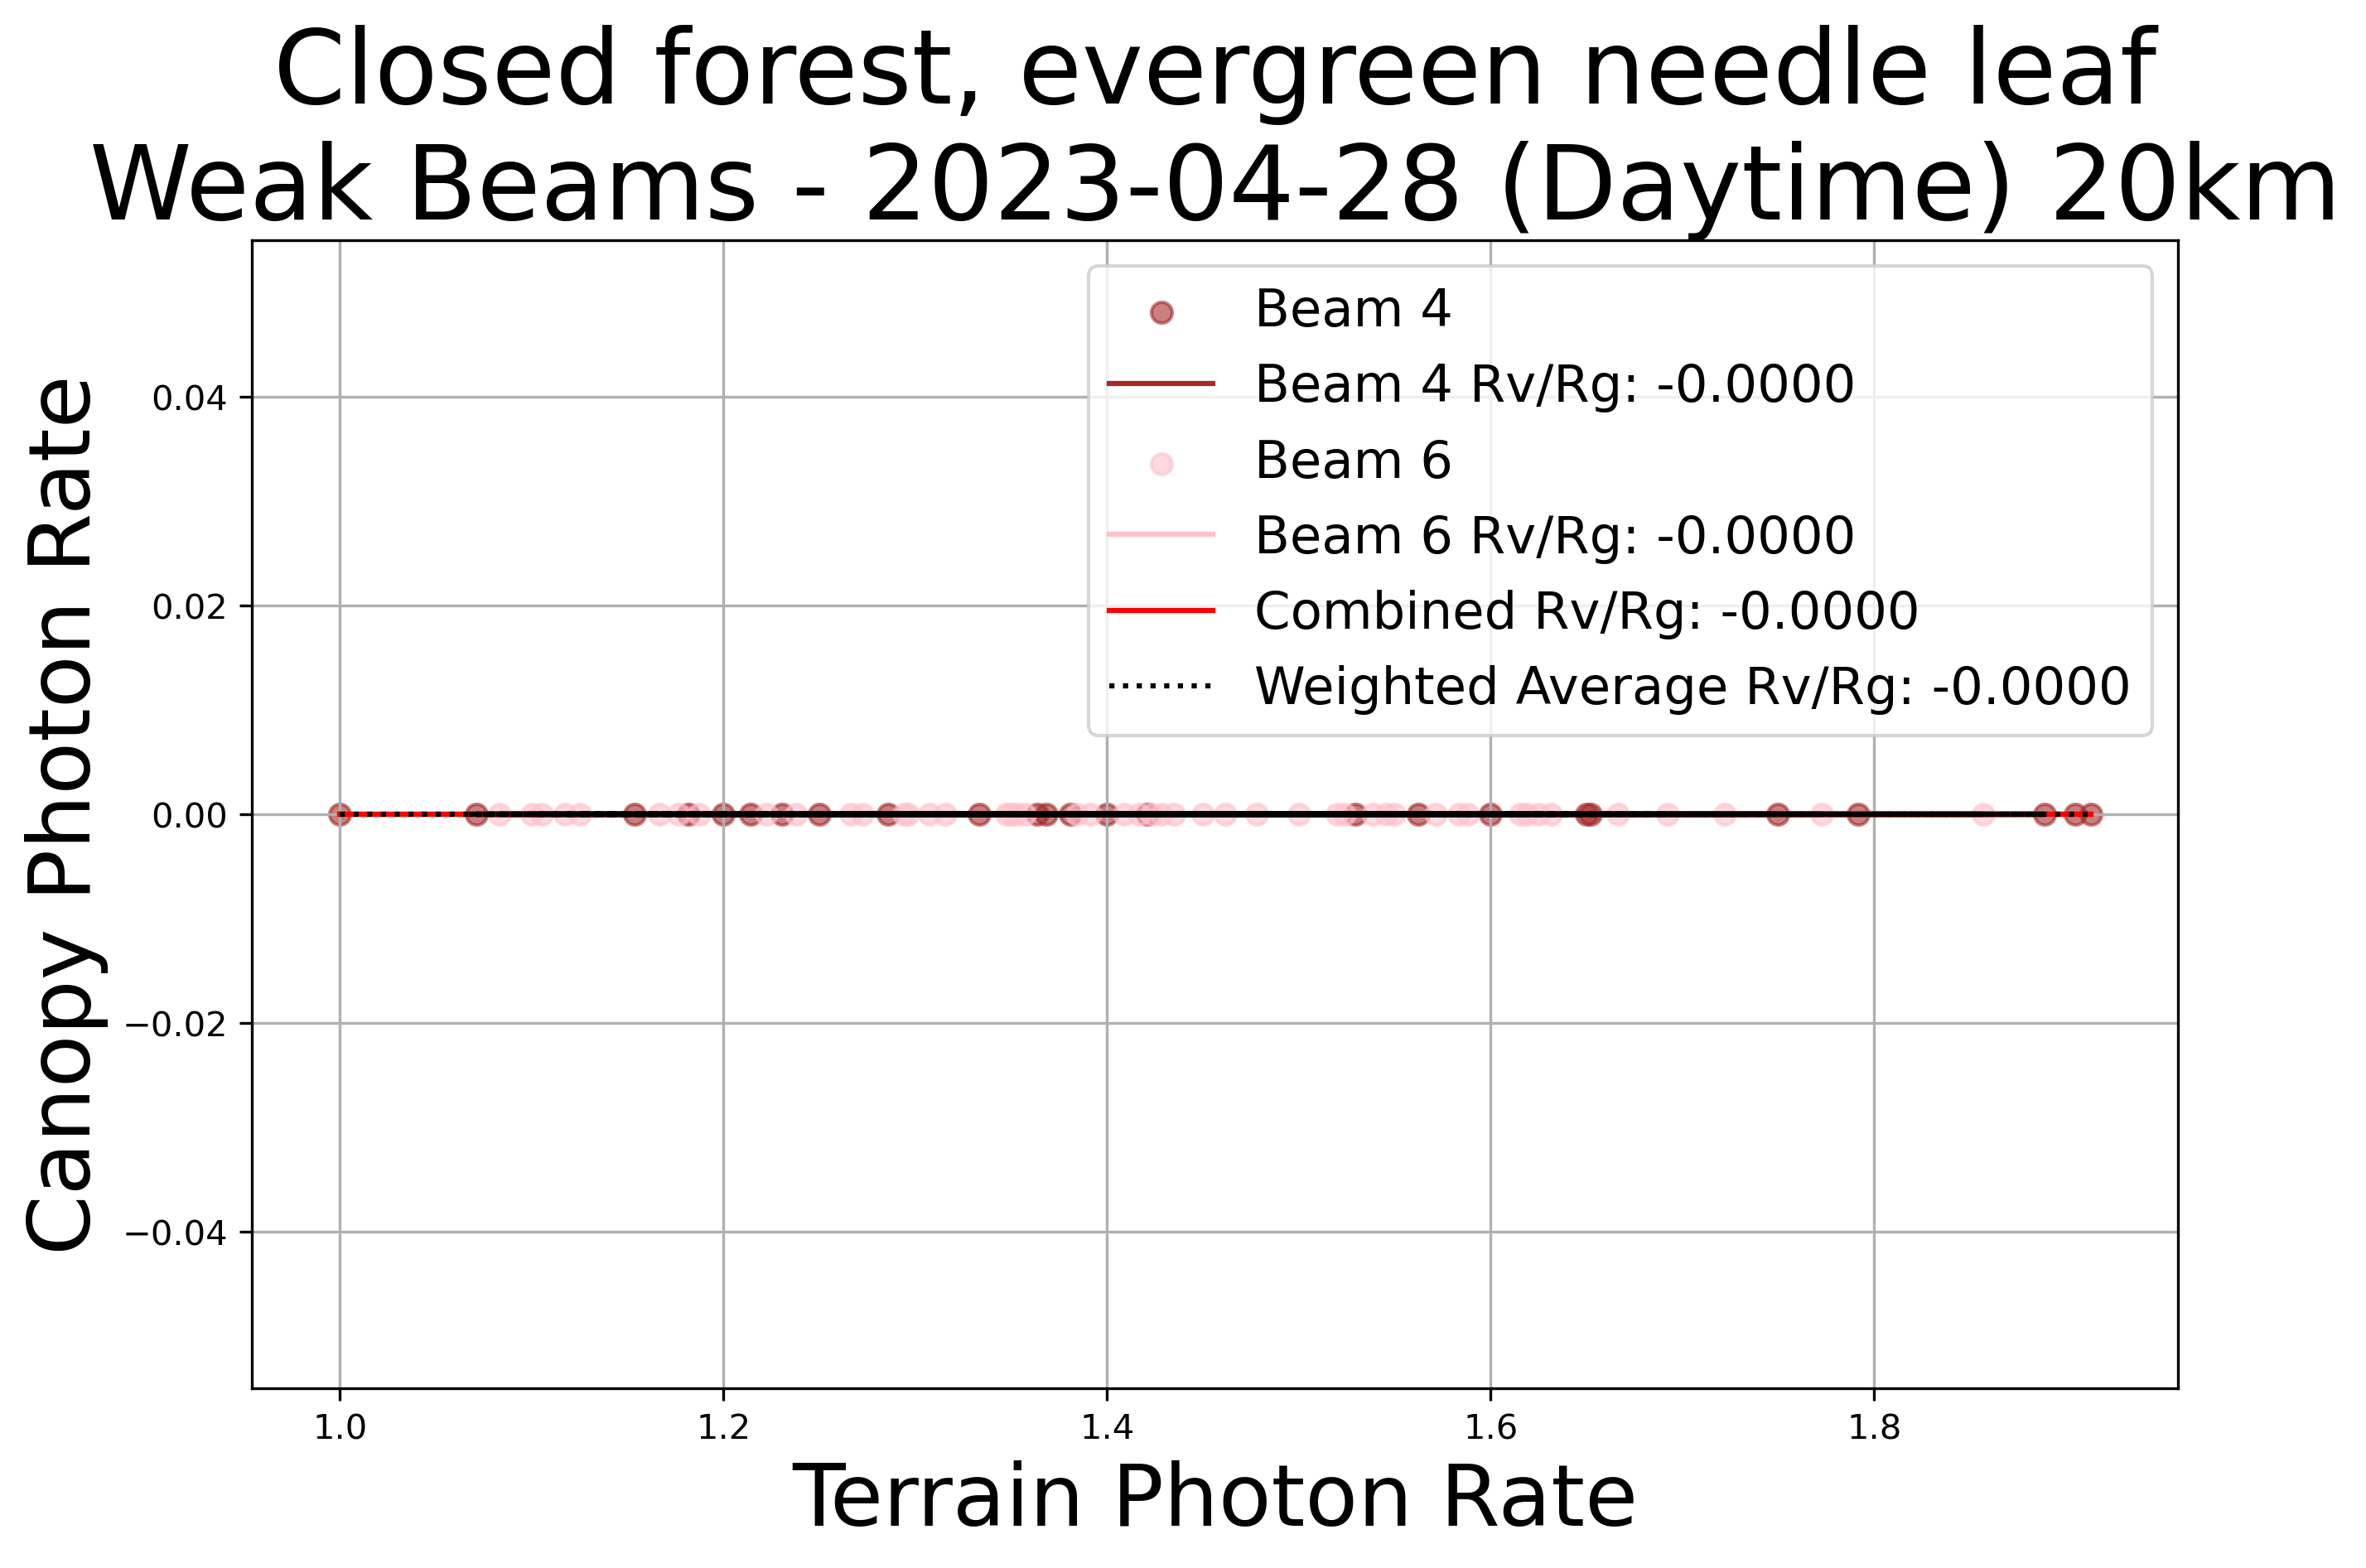 Closed forest, evergreen needle leaf
Weak Beams - 2023-04-28 (Daytime) 20km
Beam 4
Beam 4 Rv/Rg: -0.0000
Beam 6
Beam 6 Rv/Rg: -0.0000
Combined Rv/Rg: -0.0000
Weighted Average Rv/Rg: -0.0000
Canopy Photon Rate
0.04
0.02
0.00
−0.02
−0.04
1.0 1.2 1.4 1.6 1.8
Terrain Photon Rate